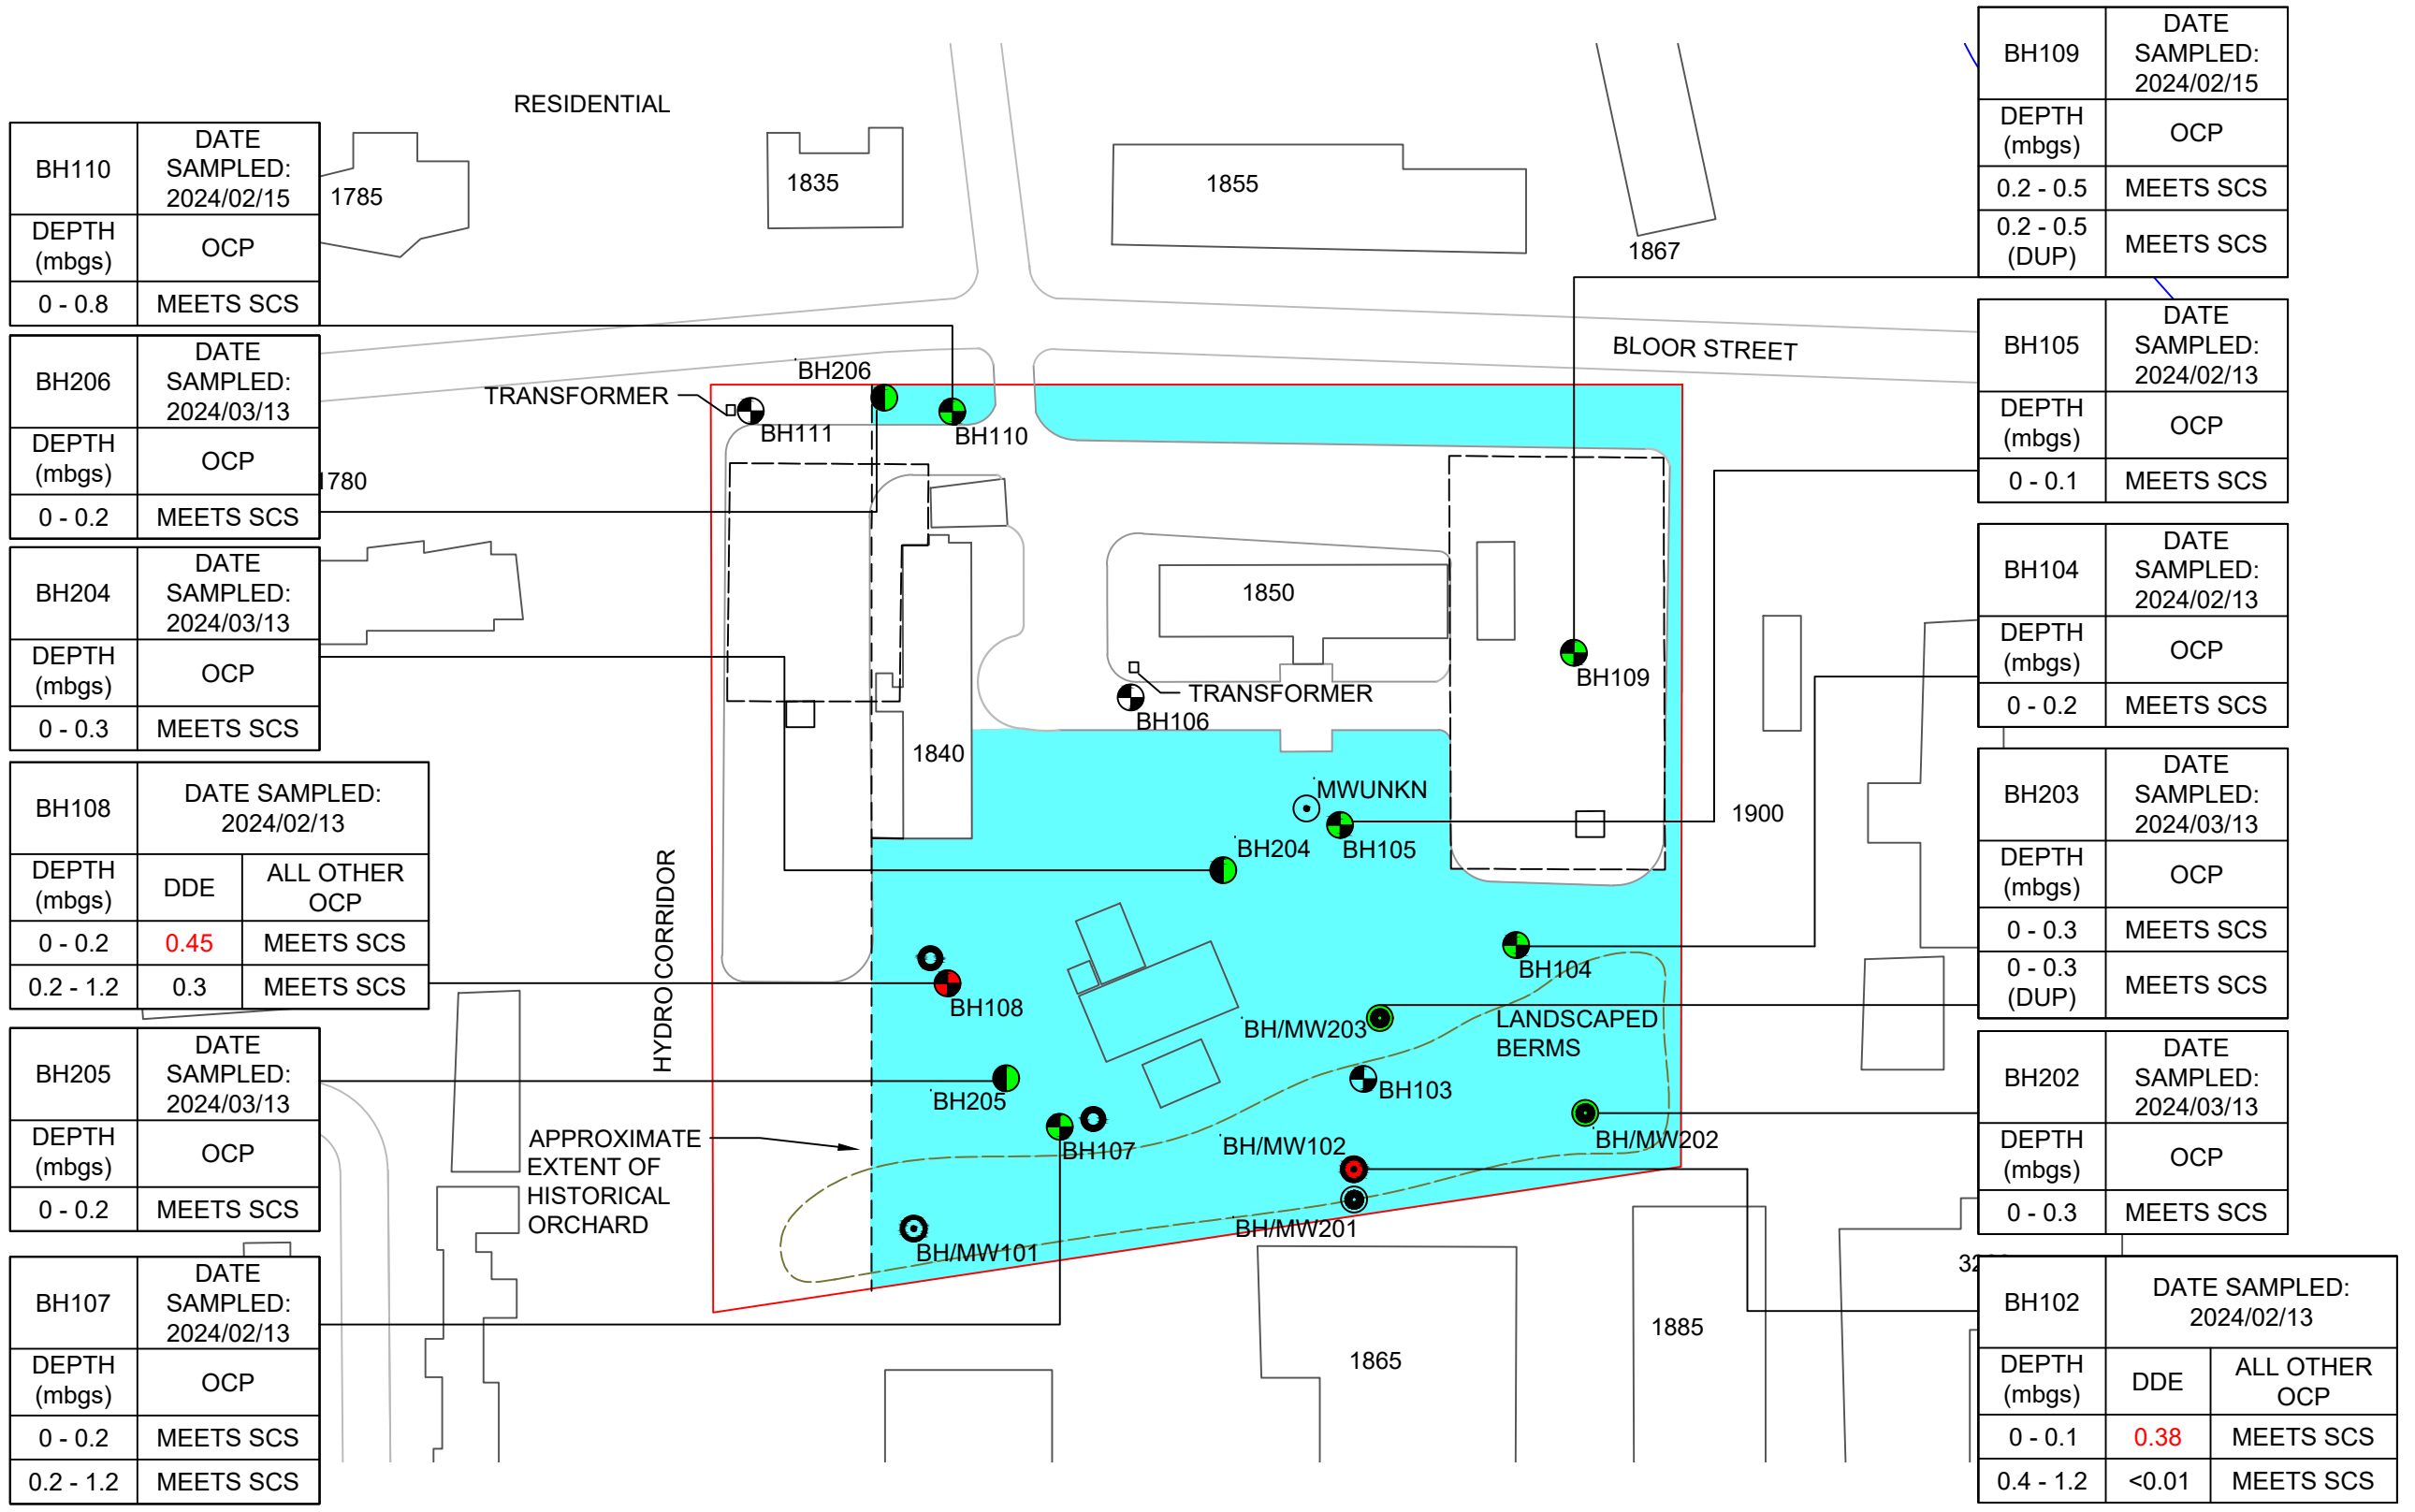 BH110
DATE
SAMPLED:
2024/02/15
DEPTH
(mbgs)
OCP
0 - 0.8
MEETS SCS
BH206
DATE
SAMPLED:
2024/03/13
DEPTH
(mbgs)
OCP
0 - 0.2
MEETS SCS
BH204
DATE
SAMPLED:
2024/03/13
DEPTH
(mbgs)
OCP
0 - 0.3
MEETS SCS
BH108
DATE SAMPLED:
2024/02/13
DEPTH
(mbgs)
DDE
ALL OTHER
OCP
0 - 0.2
0.45
MEETS SCS
0.2 - 1.2
0.3
MEETS SCS
BH205
DATE
SAMPLED:
2024/03/13
DEPTH
(mbgs)
OCP
0 - 0.2
MEETS SCS
BH107
DATE
SAMPLED:
2024/02/13
DEPTH
(mbgs)
OCP
0 - 0.2
MEETS SCS
0.2 - 1.2
MEETS SCS
RESIDENTIAL
1785
1835
1855
1867
BLOOR STREET
1780
TRANSFORMER
BH206
BH111
BH110
1850
TRANSFORMER
BH106
BH109
1840
MWUNKN
BH204
BH105
1900
HYDRO CORRIDOR
BH108
BH104
BH/MW203
LANDSCAPED
BERMS
BH205
BH103
BH107
BH/MW102
BH/MW202
APPROXIMATE
EXTENT OF
HISTORICAL
ORCHARD
BH/MW201
BH/MW101
1865
1885
BH109
DATE
SAMPLED:
2024/02/15
DEPTH
(mbgs)
OCP
0.2 - 0.5
MEETS SCS
0.2 - 0.5
(DUP)
MEETS SCS
BH105
DATE
SAMPLED:
2024/02/13
DEPTH
(mbgs)
OCP
0 - 0.1
MEETS SCS
BH104
DATE
SAMPLED:
2024/02/13
DEPTH
(mbgs)
OCP
0 - 0.2
MEETS SCS
BH203
DATE
SAMPLED:
2024/03/13
DEPTH
(mbgs)
OCP
0 - 0.3
MEETS SCS
0 - 0.3
(DUP)
MEETS SCS
BH202
DATE
SAMPLED:
2024/03/13
DEPTH
(mbgs)
OCP
0 - 0.3
MEETS SCS
BH102
DATE SAMPLED:
2024/02/13
DEPTH
(mbgs)
DDE
ALL OTHER
OCP
0 - 0.1
0.38
MEETS SCS
0.4 - 1.2
<0.01
MEETS SCS